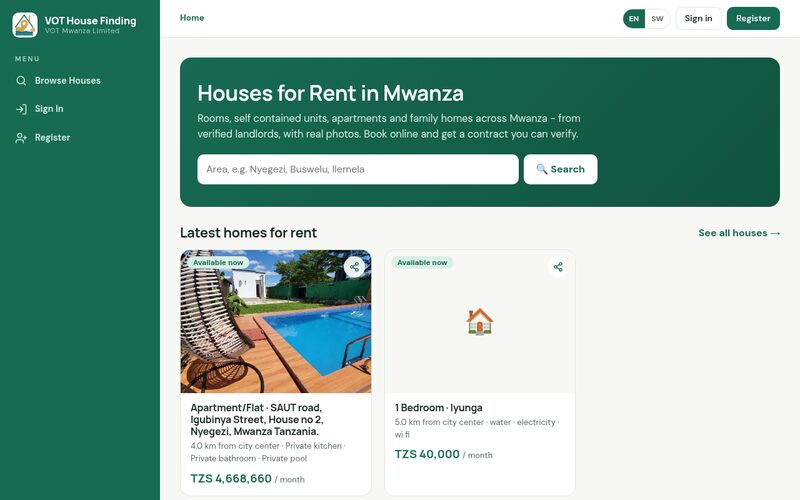 VOT House Finding
VOT Mwanza Limited
MENU
Browse Houses
Sign In
Register
Home
EN SW
Sign in
Register
Houses for Rent in Mwanza
Rooms, self contained units, apartments and family homes across Mwanza – from
verified landlords, with real photos. Book online and get a contract you can verify.
Area, e.g. Nyegezi, Buswelu, Ilemela
Search
Latest homes for rent
See all houses →
Available now
Apartment/Flat · SAUT road,
Igubinya Street, House no 2,
Nyegezi, Mwanza Tanzania.
4.0 km from city center · Private kitchen ·
Private bathroom · Private pool
TZS 4,668,660 / month
Available now
1 Bedroom · Iyunga
5.0 km from city center · water · electricity ·
wi fi
TZS 40,000 / month